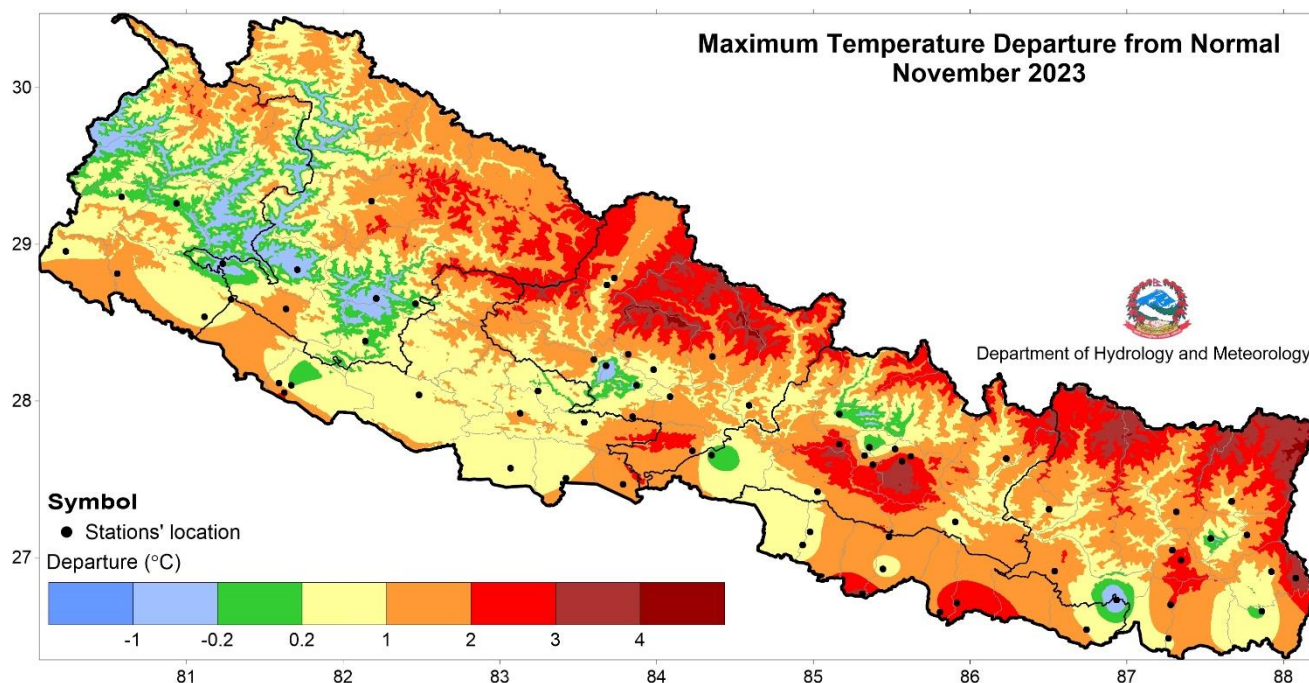 Maximum Temperature Departure from Normal
November 2023
30
29
28
27
Department of Hydrology and Meteorology
Symbol
Stations' location
Departure (°C)
-1 -0.2 0.2 1 2 3 4
81 82 83 84 85 86 87 88